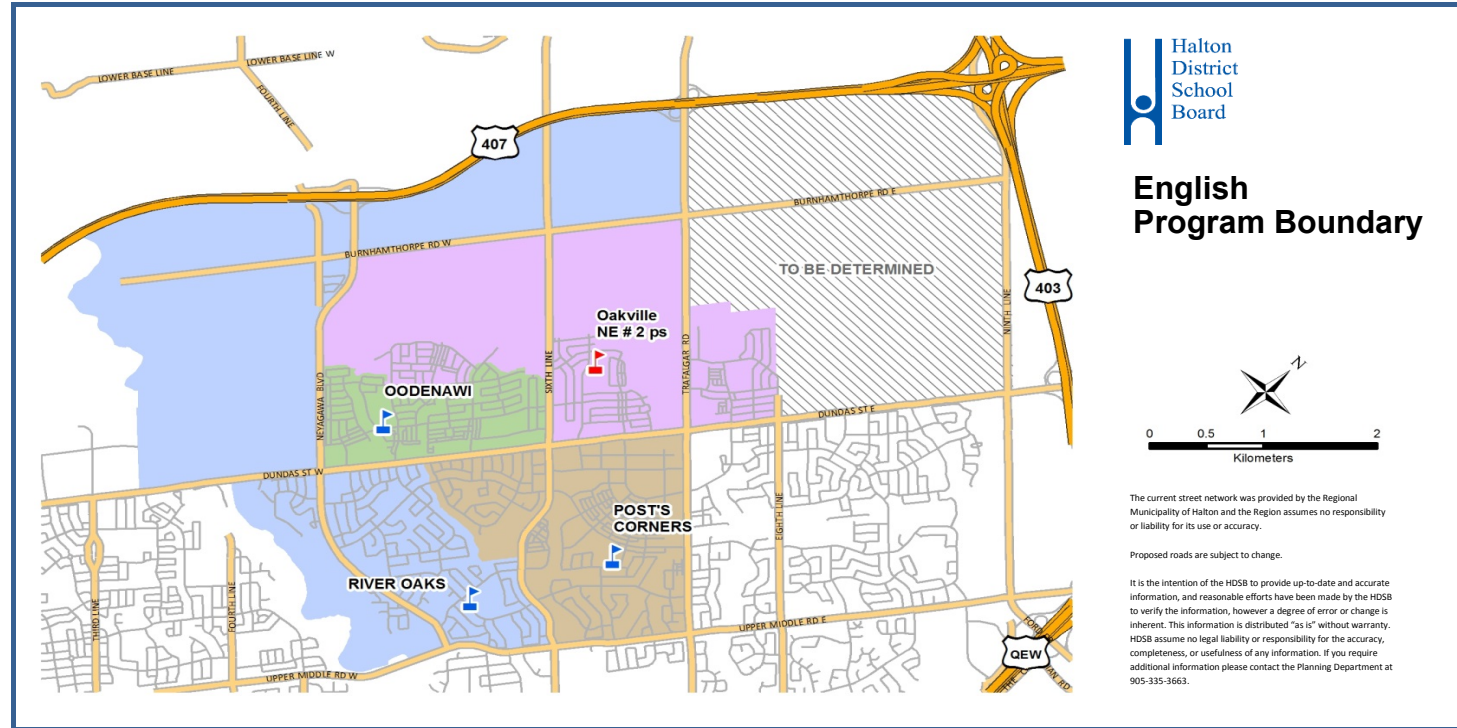 LOWER BASE LINE W
LOWER BASE LINE W
FOURTH LINE
407
BURNHAMTHORPE RD E
BURNHAMTHORPE RD W
TO BE DETERMINED
403
NINTH LINE
Oakville
NE # 2 ps
OODENAWI
NEYAGAWA BLVD
SIXTH LINE
TRAFALGAR RD
DUNDAS ST E
DUNDAS ST W
POST'S
CORNERS
EIGHTH LINE
RIVER OAKS
THIRD LINE
FOURTH LINE
UPPER MIDDLE RD E
UPPER MIDDLE RD W
QEW
Halton
District
School
Board
English
Program Boundary
N
0 0.5 1 2
Kilometers
The current street network was provided by the Regional
Municipality of Halton and the Region assumes no responsibility
or liability for its use or accuracy.
Proposed roads are subject to change.
It is the intention of the HDSB to provide up-to-date and accurate
information, and reasonable efforts have been made by the HDSB
to verify the information, however a degree of error or change is
inherent. This information is distributed "as is" without warranty.
HDSB assume no legal liability or responsibility for the accuracy,
completeness, or usefulness of any information. If you require
additional information please contact the Planning Department at
905-335-3663.